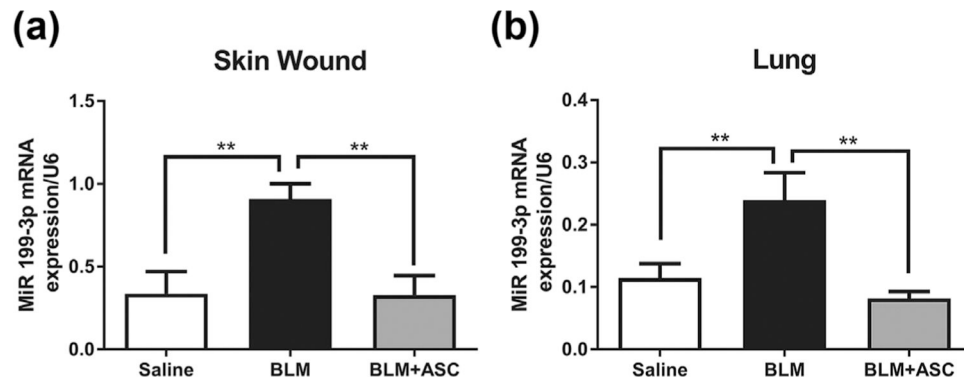 (a)
Skin Wound
MiR 199-3p mRNA
expression/U6
1.5
1.0
0.5
0.0
**
**
Saline
BLM
BLM+ASC
(b)
Lung
MiR 199-3p mRNA
expression/U6
0.4
0.3
0.2
0.1
0.0
**
**
Saline
BLM
BLM+ASC